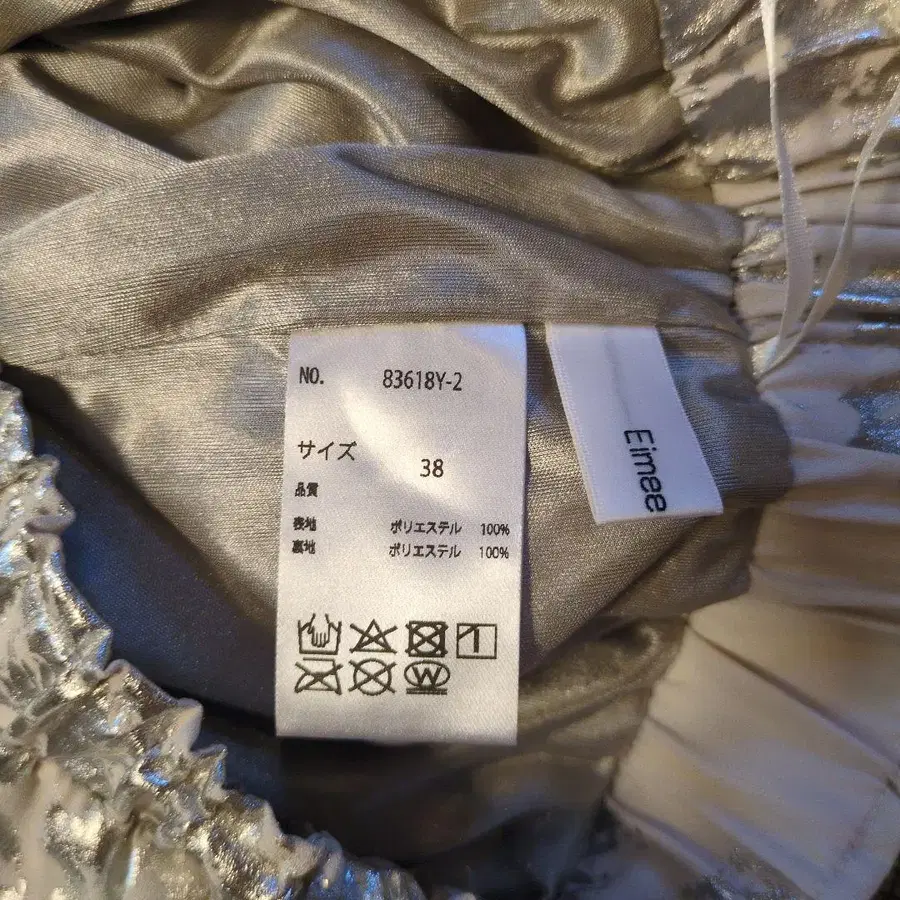 NO. 83618Y-2
サイズ 38
品質
表地 ポリエステル 100%
裏地 ポリエステル 100%
W
Eimee